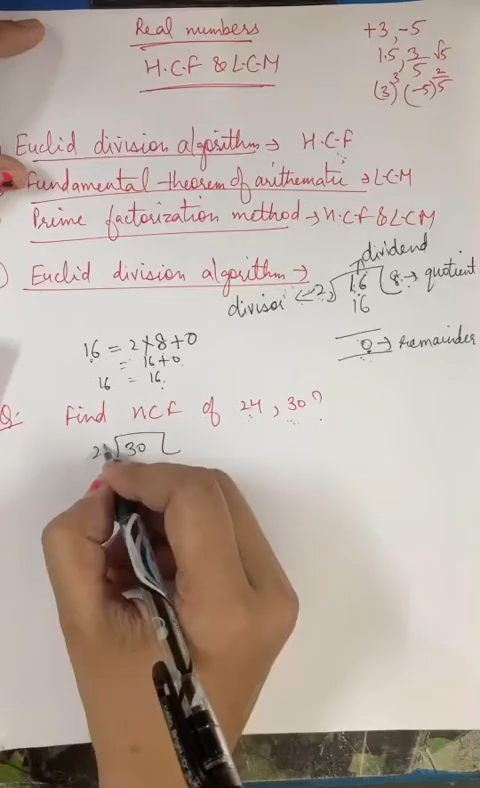 Real numbers
H.C.F & L.C.M
+3, -5
1.5, 3/5, √5
(3)³ (-5)^2/5
Euclid division algorithm → H.C.F
Fundamental theorem of arithematic → L.C.M
Prime factorization method → H.C.F & L.C.M
Euclid division algorithm →
dividend
divisor ← 2) 16 ( 8 → quotient
16
0 → remainder
16 = 2×8+0
= 16+0
16 = 16.
Q: Find HCF of 24, 30?
24) 30 (